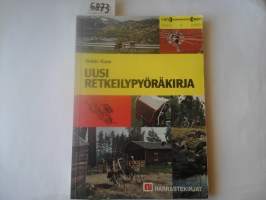 6873
UUSI
RETKEILYPYÖRÄKIRJA
HARRASTEKIRJAT